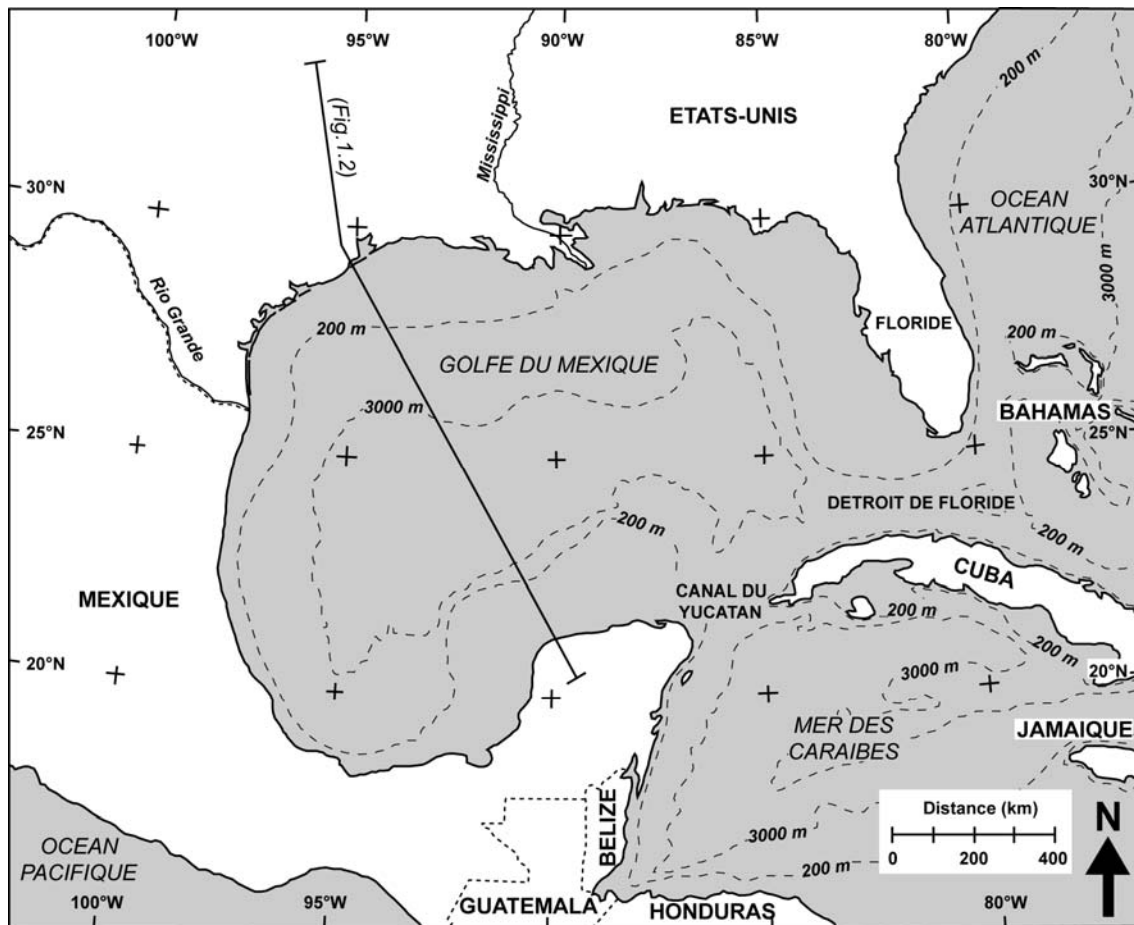 100°W
95°W
90°W
85°W
80°W
200 m
(Fig.1.2)
Mississippi
ETATS-UNIS
30°N
30°N
OCEAN
ATLANTIQUE
3000 m
Rio Grande
200 m
FLORIDE
200 m
GOLFE DU MEXIQUE
3000 m
BAHAMAS
25°N
25°N
DETROIT DE FLORIDE
200 m
200 m
CUBA
MEXIQUE
CANAL DU
YUCATAN
200 m
200 m
20°N
3000 m
20°N
MER DES
CARAIBES
JAMAIQUE
Distance (km)
0
200
400
N
BELIZE
3000 m
200 m
OCEAN
PACIFIQUE
100°W
95°W
GUATEMALA
HONDURAS
80°W